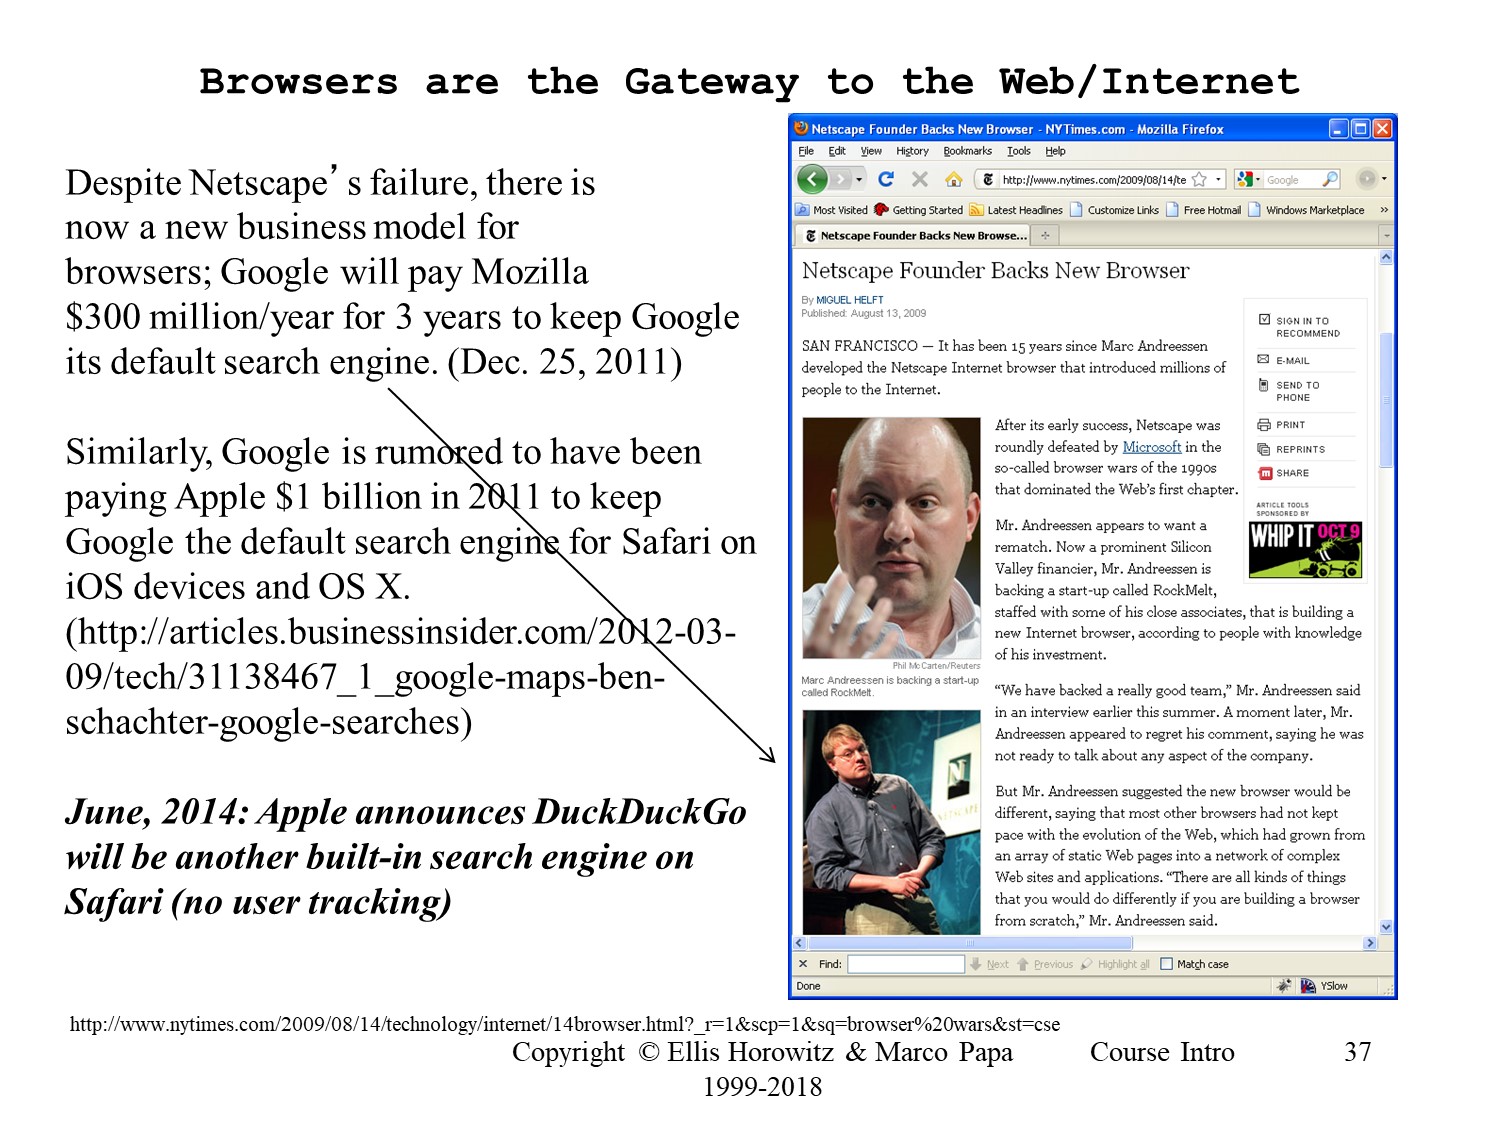 Browsers are the Gateway to the Web/Internet
Despite Netscape’s failure, there is
now a new business model for
browsers; Google will pay Mozilla
$300 million/year for 3 years to keep Google
its default search engine. (Dec. 25, 2011)
Similarly, Google is rumored to have been
paying Apple $1 billion in 2011 to keep
Google the default search engine for Safari on
iOS devices and OS X.
(http://articles.businessinsider.com/2012-03-
09/tech/31138467_1_google-maps-ben-
schachter-google-searches)
June, 2014: Apple announces DuckDuckGo
will be another built-in search engine on
Safari (no user tracking)
Netscape Founder Backs New Browser - NYTimes.com - Mozilla Firefox
File Edit View History Bookmarks Tools Help
http://www.nytimes.com/2009/08/14/te Google
Most Visited Getting Started Latest Headlines Customize Links Free Hotmail Windows Marketplace »
Netscape Founder Backs New Browse...
Netscape Founder Backs New Browser
By MIGUEL HELFT
Published: August 13, 2009
SAN FRANCISCO — It has been 15 years since Marc Andreessen
developed the Netscape Internet browser that introduced millions of
people to the Internet.
SIGN IN TO
RECOMMEND
E-MAIL
SEND TO
PHONE
PRINT
REPRINTS
SHARE
ARTICLE TOOLS
SPONSORED BY
WHIP IT OCT 9
After its early success, Netscape was
roundly defeated by Microsoft in the
so-called browser wars of the 1990s
that dominated the Web’s first chapter.
Mr. Andreessen appears to want a
rematch. Now a prominent Silicon
Valley financier, Mr. Andreessen is
backing a start-up called RockMelt,
staffed with some of his close associates, that is building a
new Internet browser, according to people with knowledge
of his investment.
Phil McCarten/Reuters
Marc Andreessen is backing a start-up
called RockMelt.
“We have backed a really good team,” Mr. Andreessen said
in an interview earlier this summer. A moment later, Mr.
Andreessen appeared to regret his comment, saying he was
not ready to talk about any aspect of the company.
N
NETSCAPE
But Mr. Andreessen suggested the new browser would be
different, saying that most other browsers had not kept
pace with the evolution of the Web, which had grown from
an array of static Web pages into a network of complex
Web sites and applications. “There are all kinds of things
that you would do differently if you are building a browser
from scratch,” Mr. Andreessen said.
Find: Next Previous Highlight all Match case
Done YSlow
http://www.nytimes.com/2009/08/14/technology/internet/14browser.html?_r=1&scp=1&sq=browser%20wars&st=cse
Copyright © Ellis Horowitz & Marco Papa
1999-2018
Course Intro
37